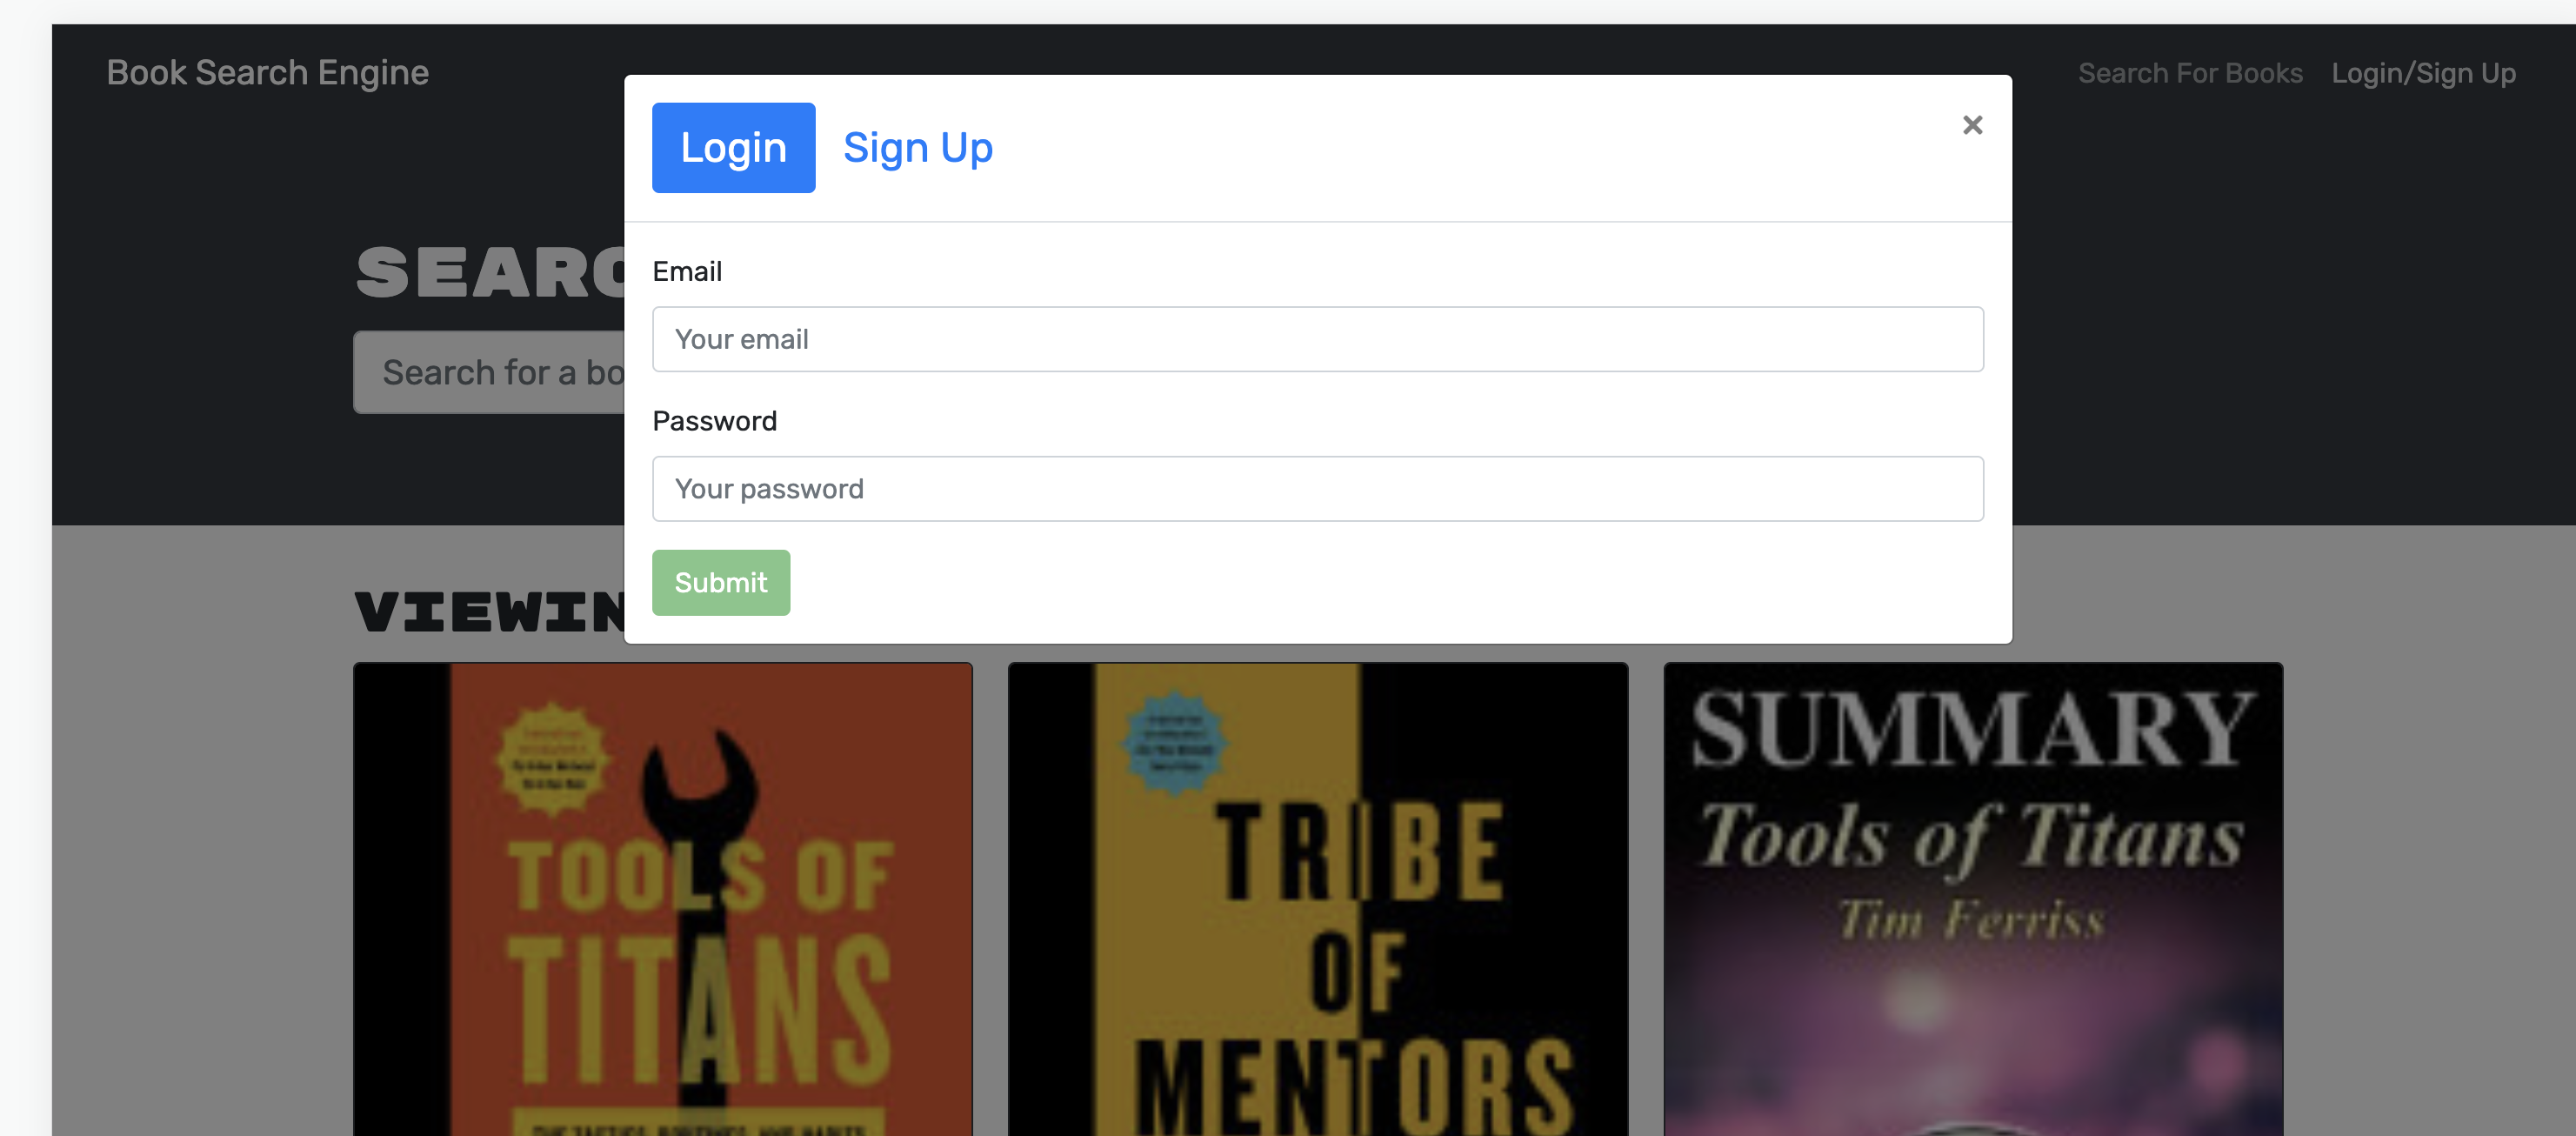 Book Search Engine
Search For Books
Login/Sign Up
Login
Sign Up
×
SEARC
Email
Your email
Search for a bo
Password
Your password
Submit
VIEWIN
TOOLS OF
TITANS
TRIBE
OF
MENTORS
SUMMARY
Tools of Titans
Tim Ferriss